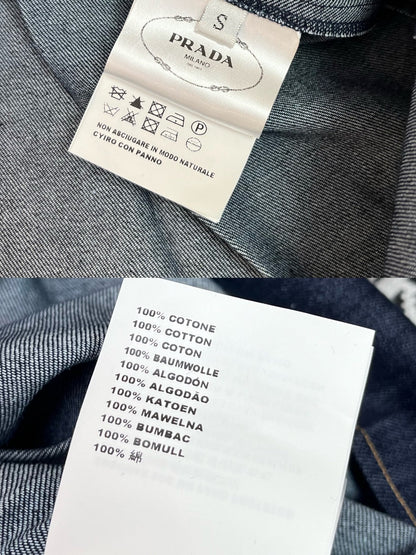 S
PRADA
MILANO
P
NON ASCIUGARE IN MODO NATURALE
CYIRO CON PANNO
100% COTONE
100% COTTON
100% COTON
100% BAUMWOLLE
100% ALGODÓN
100% ALGODÃO
100% KATOEN
100% MAWELNA
100% BUMBAC
100% BOMULL
100% 綿